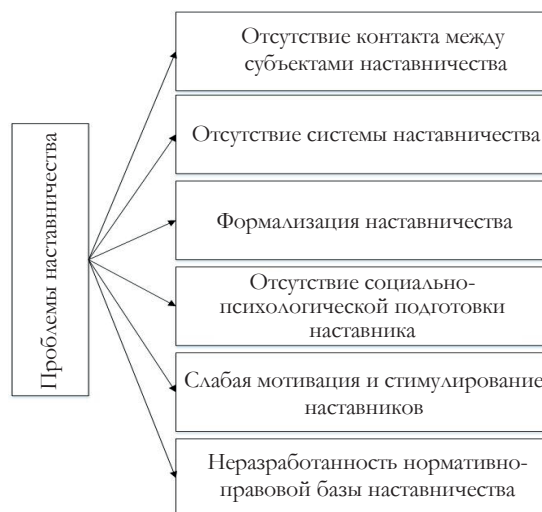 Проблемы наставничества
Отсутствие контакта между
субъектами наставничества
Отсутствие системы наставничества
Формализация наставничества
Отсутствие социально-
психологической подготовки
наставника
Слабая мотивация и стимулирование
наставников
Неразработанность нормативно-
правовой базы наставничества